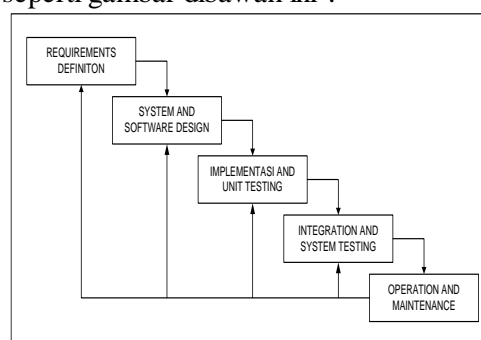 seperti gambar dibawah ini :
REQUIREMENTS
DEFINITON
SYSTEM AND
SOFTWARE DESIGN
IMPLEMENTASI AND
UNIT TESTING
INTEGRATION AND
SYSTEM TESTING
OPERATION AND
MAINTENANCE